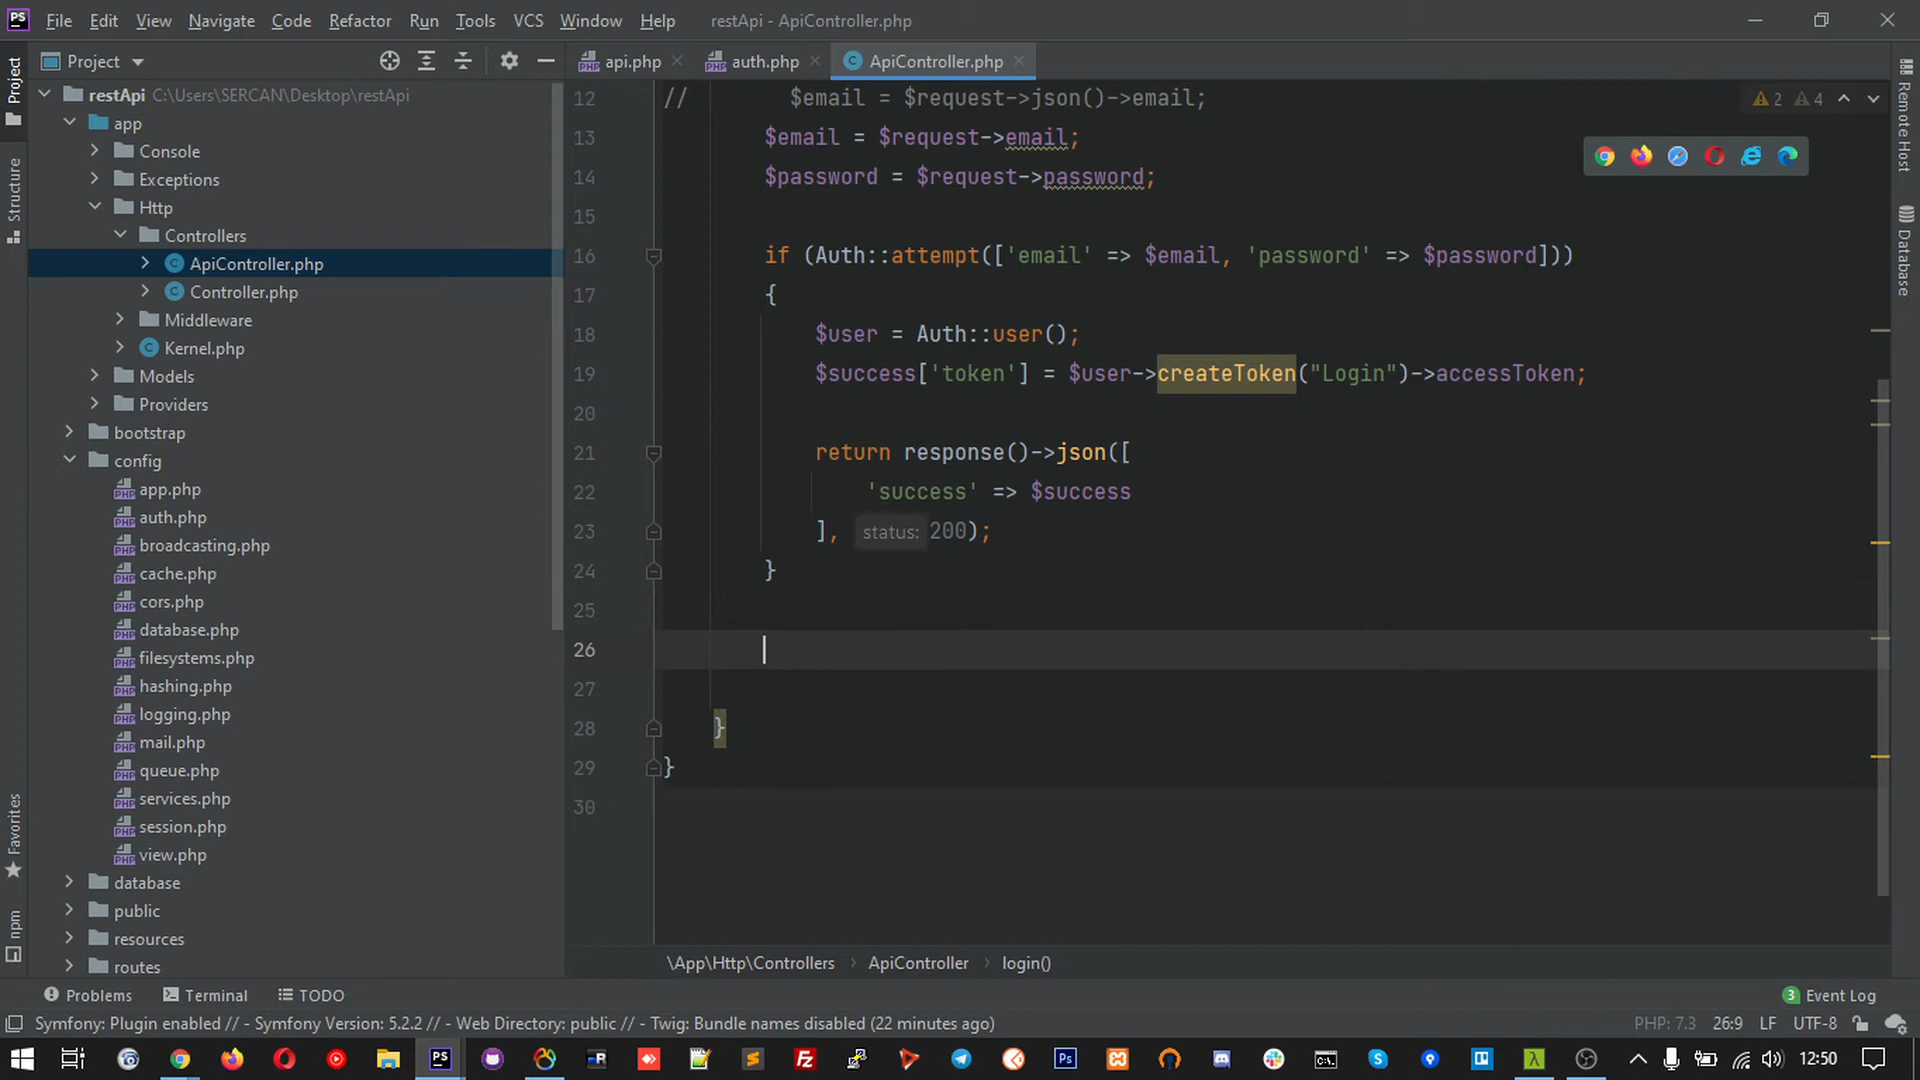 PS File Edit View Navigate Code Refactor Run Tools VCS Window Help restApi - ApiController.php
Project
api.php auth.php ApiController.php
restApi C:\Users\SERCAN\Desktop\restApi
app
Console
Exceptions
Http
Controllers
ApiController.php
Controller.php
Middleware
Kernel.php
Models
Providers
bootstrap
config
app.php
auth.php
broadcasting.php
cache.php
cors.php
database.php
filesystems.php
hashing.php
logging.php
mail.php
queue.php
services.php
session.php
view.php
database
public
resources
routes
Project
Structure
Favorites
npm
12 // $email = $request->json()->email;
13 $email = $request->email;
14 $password = $request->password;
15
16 if (Auth::attempt(['email' => $email, 'password' => $password]))
17 {
18 $user = Auth::user();
19 $success['token'] = $user->createToken("Login")->accessToken;
20
21 return response()->json([
22 'success' => $success
23 ], status: 200);
24 }
25
26
27
28 }
29 }
30
2 4
Remote Host
Database
\App\Http\Controllers › ApiController › login()
Problems Terminal TODO
3 Event Log
Symfony: Plugin enabled // - Symfony Version: 5.2.2 // - Web Directory: public // - Twig: Bundle names disabled (22 minutes ago)
PHP: 7.3 26:9 LF UTF-8
12:50